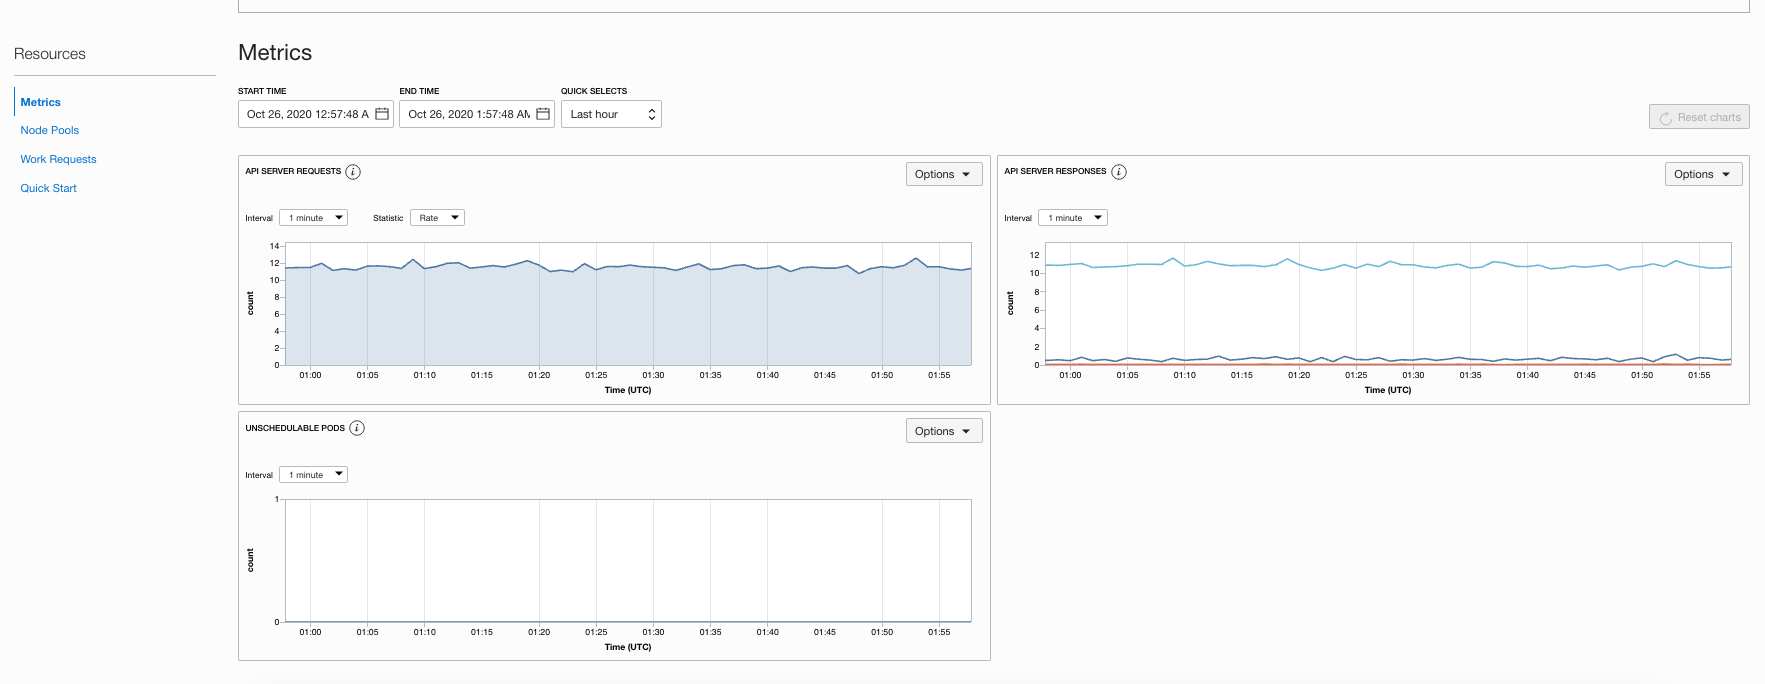 Resources
Metrics
Node Pools
Work Requests
Quick Start
Metrics
START TIME
END TIME
QUICK SELECTS
Oct 26, 2020 12:57:48 A
Oct 26, 2020 1:57:48 AM
Last hour
Reset charts
API SERVER REQUESTS i
Options
Interval 1 minute Statistic Rate
count
14
12
10
8
6
4
2
0
01:00 01:05 01:10 01:15 01:20 01:25 01:30 01:35 01:40 01:45 01:50 01:55
Time (UTC)
API SERVER RESPONSES i
Options
Interval 1 minute
count
12
10
8
6
4
2
0
01:00 01:05 01:10 01:15 01:20 01:25 01:30 01:35 01:40 01:45 01:50 01:55
Time (UTC)
UNSCHEDULABLE PODS i
Options
Interval 1 minute
count
1
0
01:00 01:05 01:10 01:15 01:20 01:25 01:30 01:35 01:40 01:45 01:50 01:55
Time (UTC)